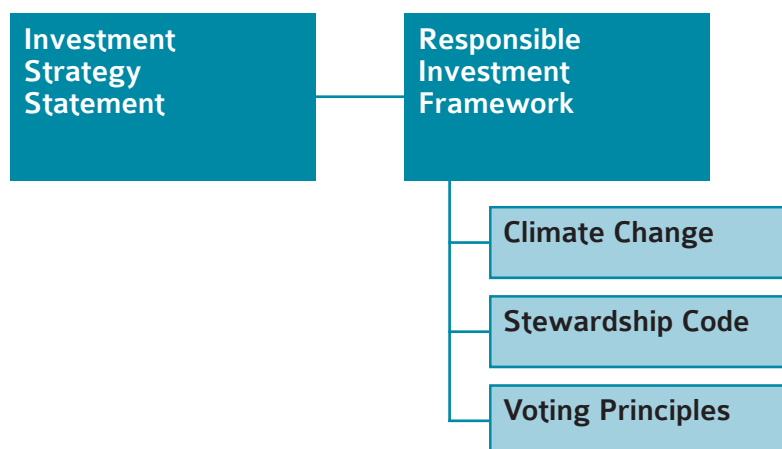 Investment
Strategy
Statement
Responsible
Investment
Framework
Climate Change
Stewardship Code
Voting Principles